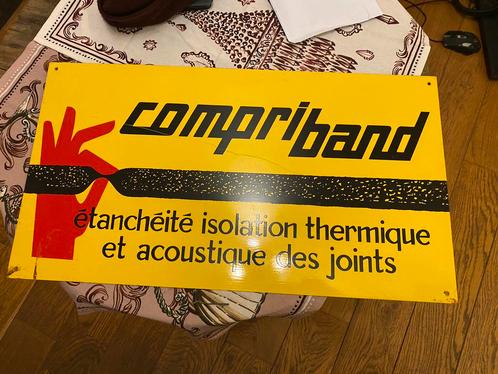 compriband
étanchéité isolation thermique
et acoustique des joints